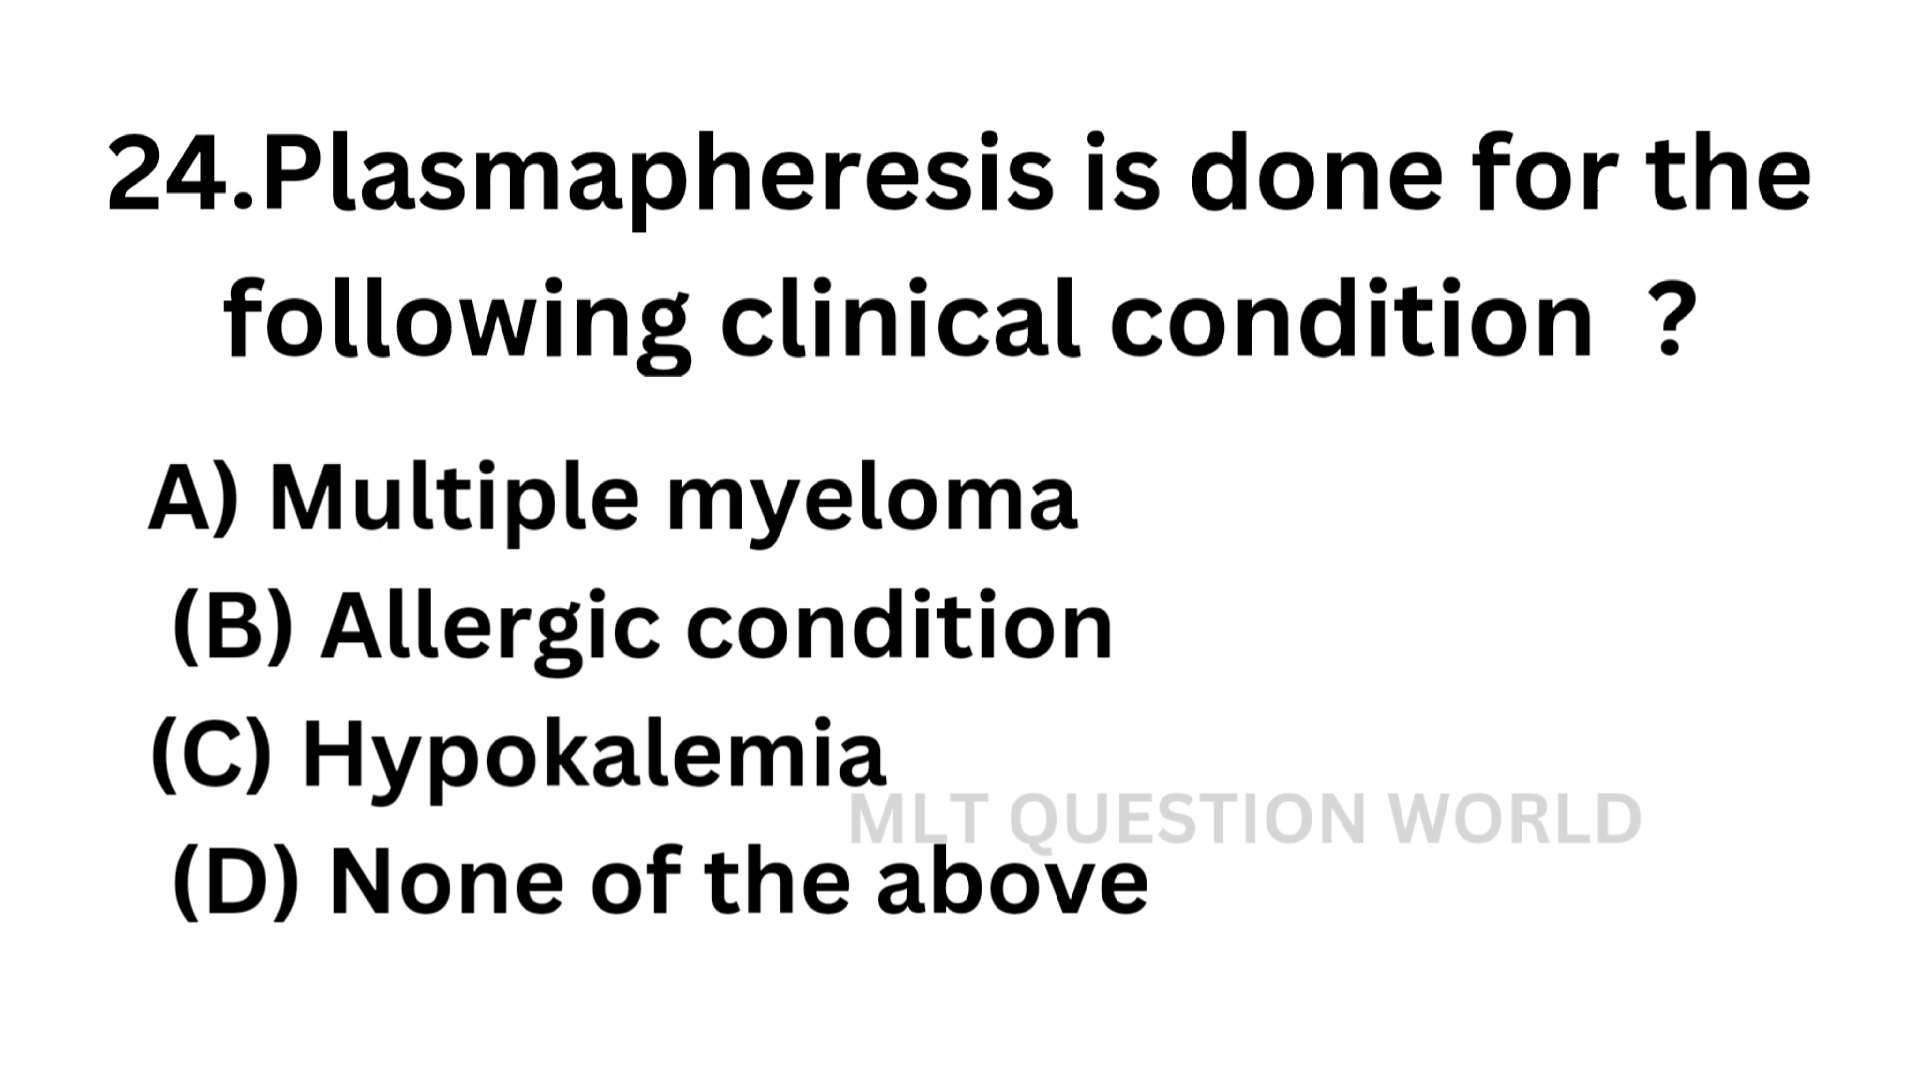 24.Plasmapheresis is done for the
following clinical condition ?
A) Multiple myeloma
(B) Allergic condition
(C) Hypokalemia
MLT QUESTION WORLD
(D) None of the above